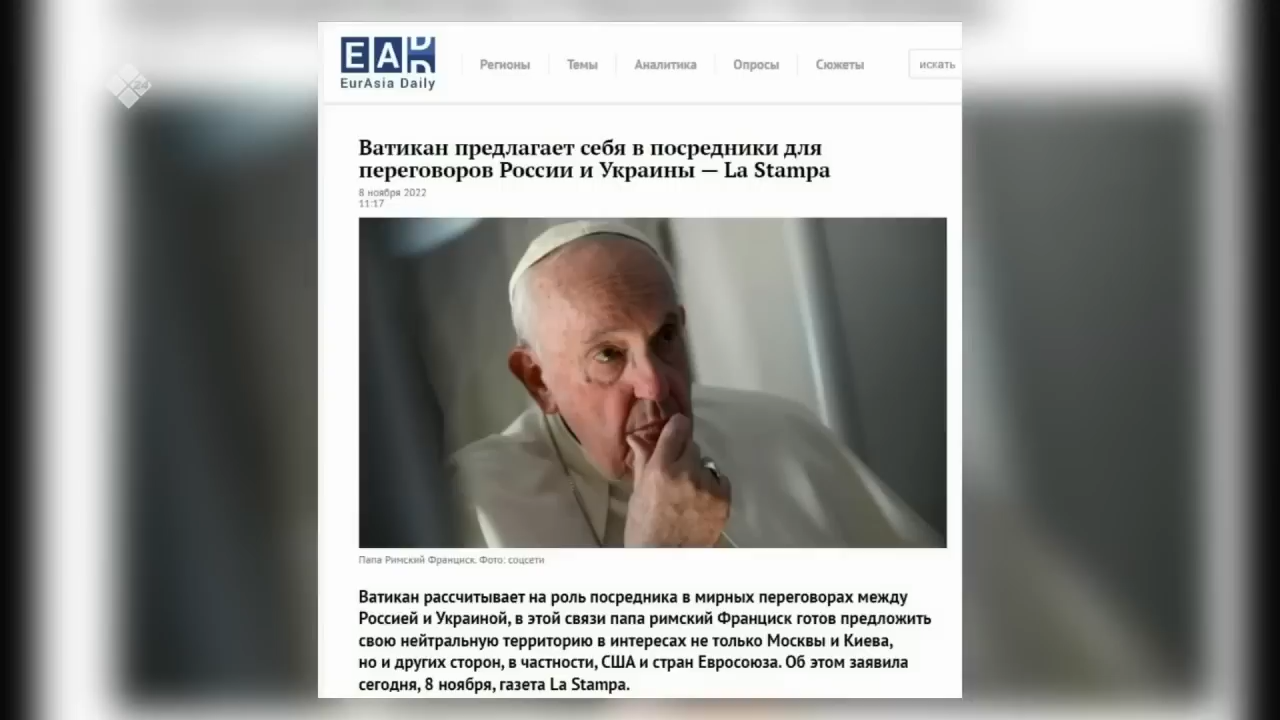 EAD
EurAsia Daily
Регионы
Темы
Аналитика
Опросы
Сюжеты
искать
24
Ватикан предлагает себя в посредники для
переговоров России и Украины — La Stampa
8 ноября 2022
11:17
Папа Римский Франциск. Фото: соцсети
Ватикан рассчитывает на роль посредника в мирных переговорах между
Россией и Украиной, в этой связи папа римский Франциск готов предложить
свою нейтральную территорию в интересах не только Москвы и Киева,
но и других сторон, в частности, США и стран Евросоюза. Об этом заявила
сегодня, 8 ноября, газета La Stampa.